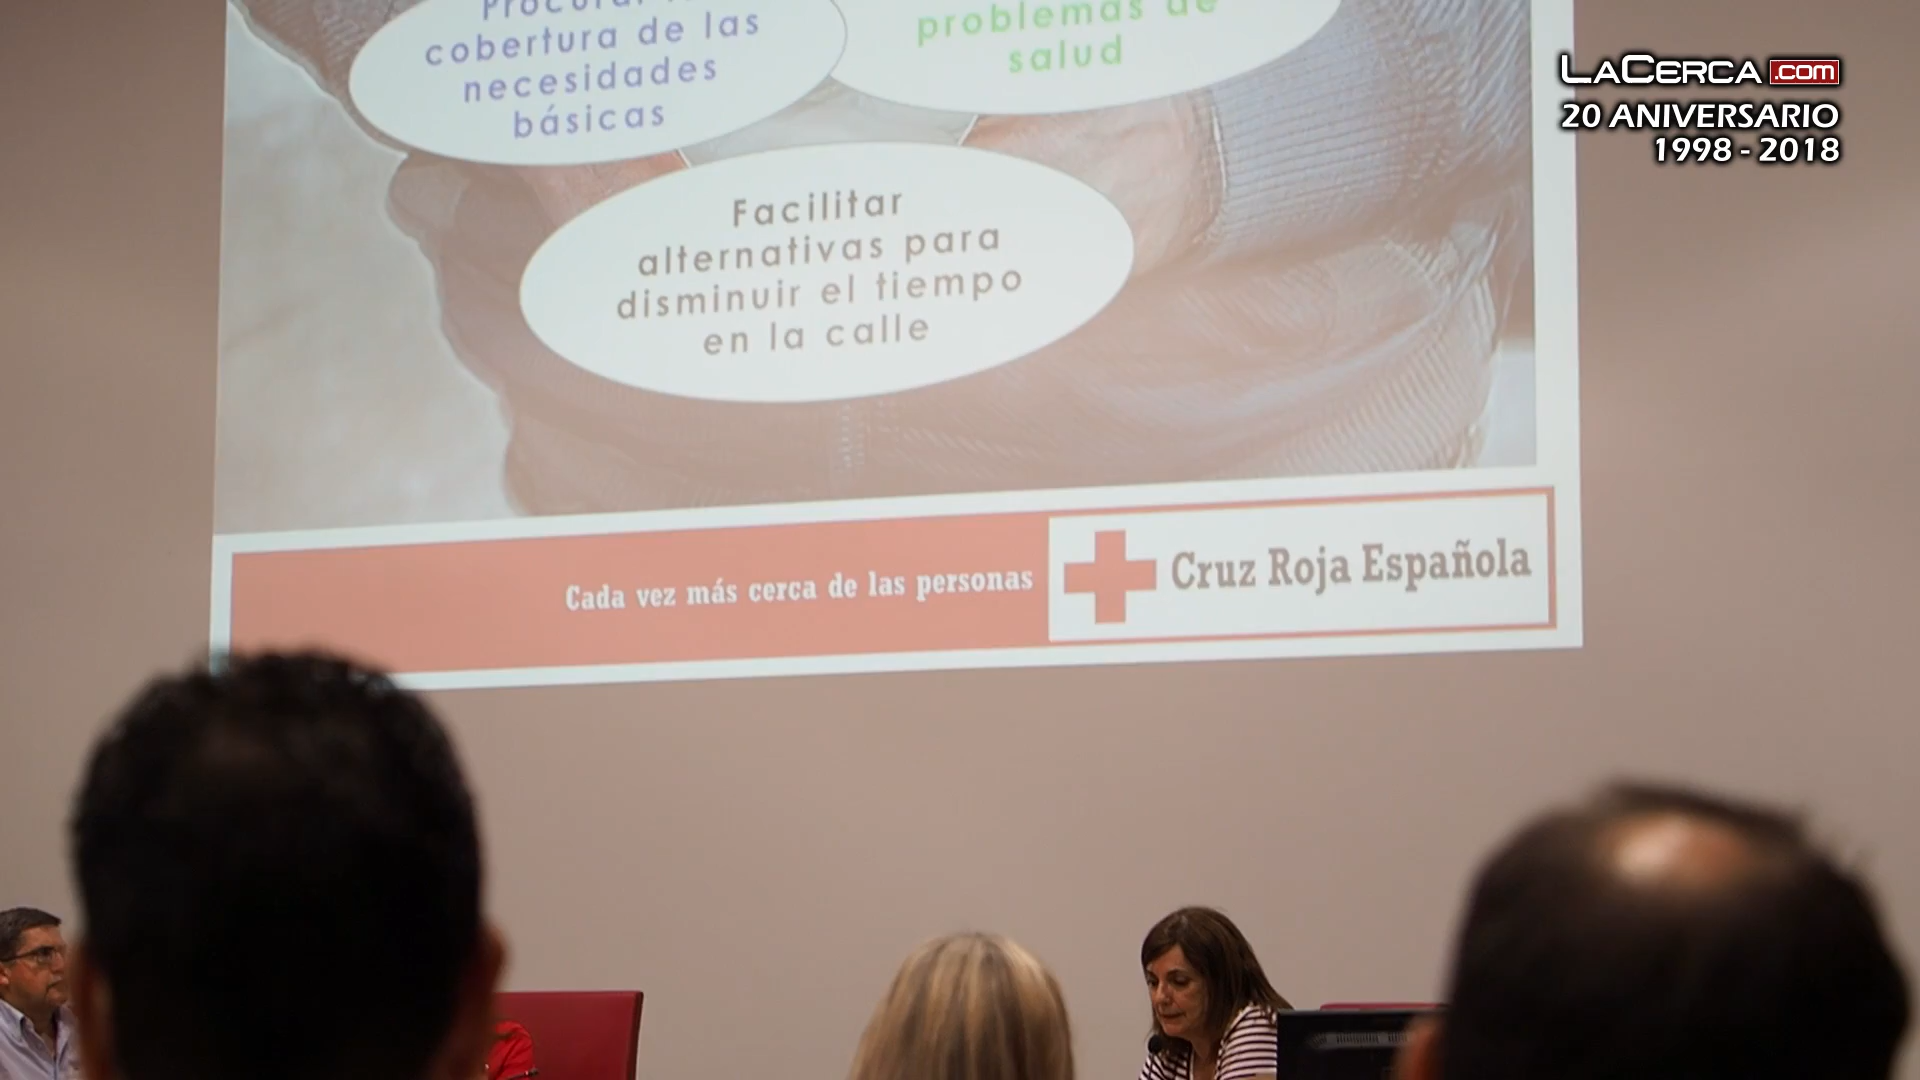 cobertura de las
necesidades
básicas
problemas de
salud
Facilitar
alternativas para
disminuir el tiempo
en la calle
Cada vez más cerca de las personas
Cruz Roja Española
LACERCA.COM
20 ANIVERSARIO
1998 - 2018